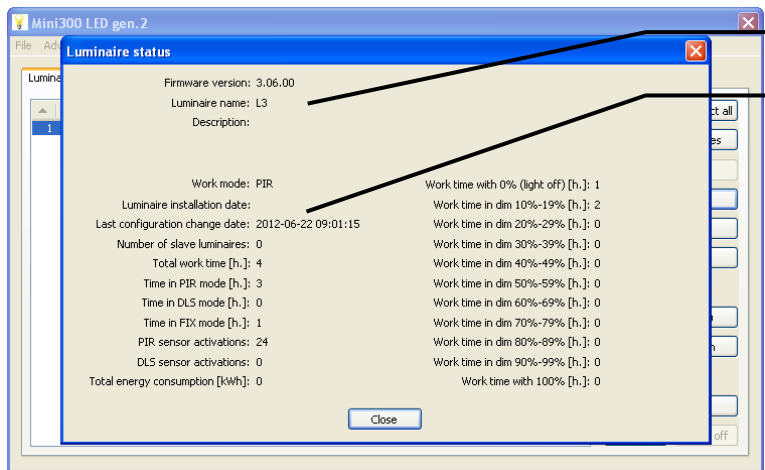 Mini300 LED gen.2
File Adv
Luminaire status
Lumina
Firmware version: 3.06.00
Luminaire name: L3
Description:
ct all
1
es
Work mode: PIR
Work time with 0% (light off) [h.]: 1
Luminaire installation date:
Work time in dim 10%-19% [h.]: 2
Last configuration change date: 2012-06-22 09:01:15
Work time in dim 20%-29% [h.]: 0
Number of slave luminaires: 0
Work time in dim 30%-39% [h.]: 0
Total work time [h.]: 4
Work time in dim 40%-49% [h.]: 0
Time in PIR mode [h.]: 3
Work time in dim 50%-59% [h.]: 0
Time in DLS mode [h.]: 0
Work time in dim 60%-69% [h.]: 0
Time in FIX mode [h.]: 1
Work time in dim 70%-79% [h.]: 0
PIR sensor activations: 24
Work time in dim 80%-89% [h.]: 0
DLS sensor activations: 0
Work time in dim 90%-99% [h.]: 0
Total energy consumption [kWh]: 0
Work time with 100% [h.]: 0
Close
off